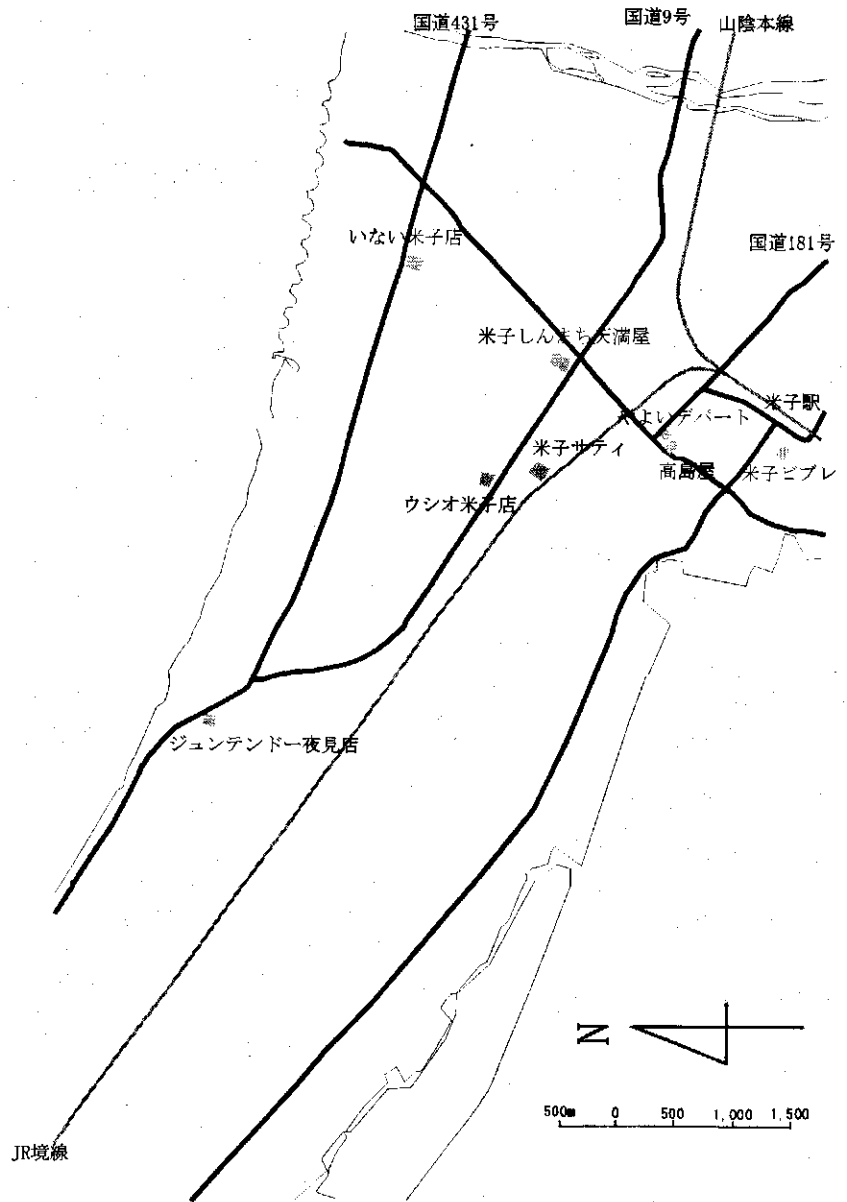 国道431号
国道9号
山陰本線
国道181号
いない米子店
米子しんまち天満屋
米子駅
やよいデパート
米子サティ
高島屋
米子ビブレ
ウシオ米子店
ジュンテンドー夜見店
N
500m 0 500 1,000 1,500
JR境線